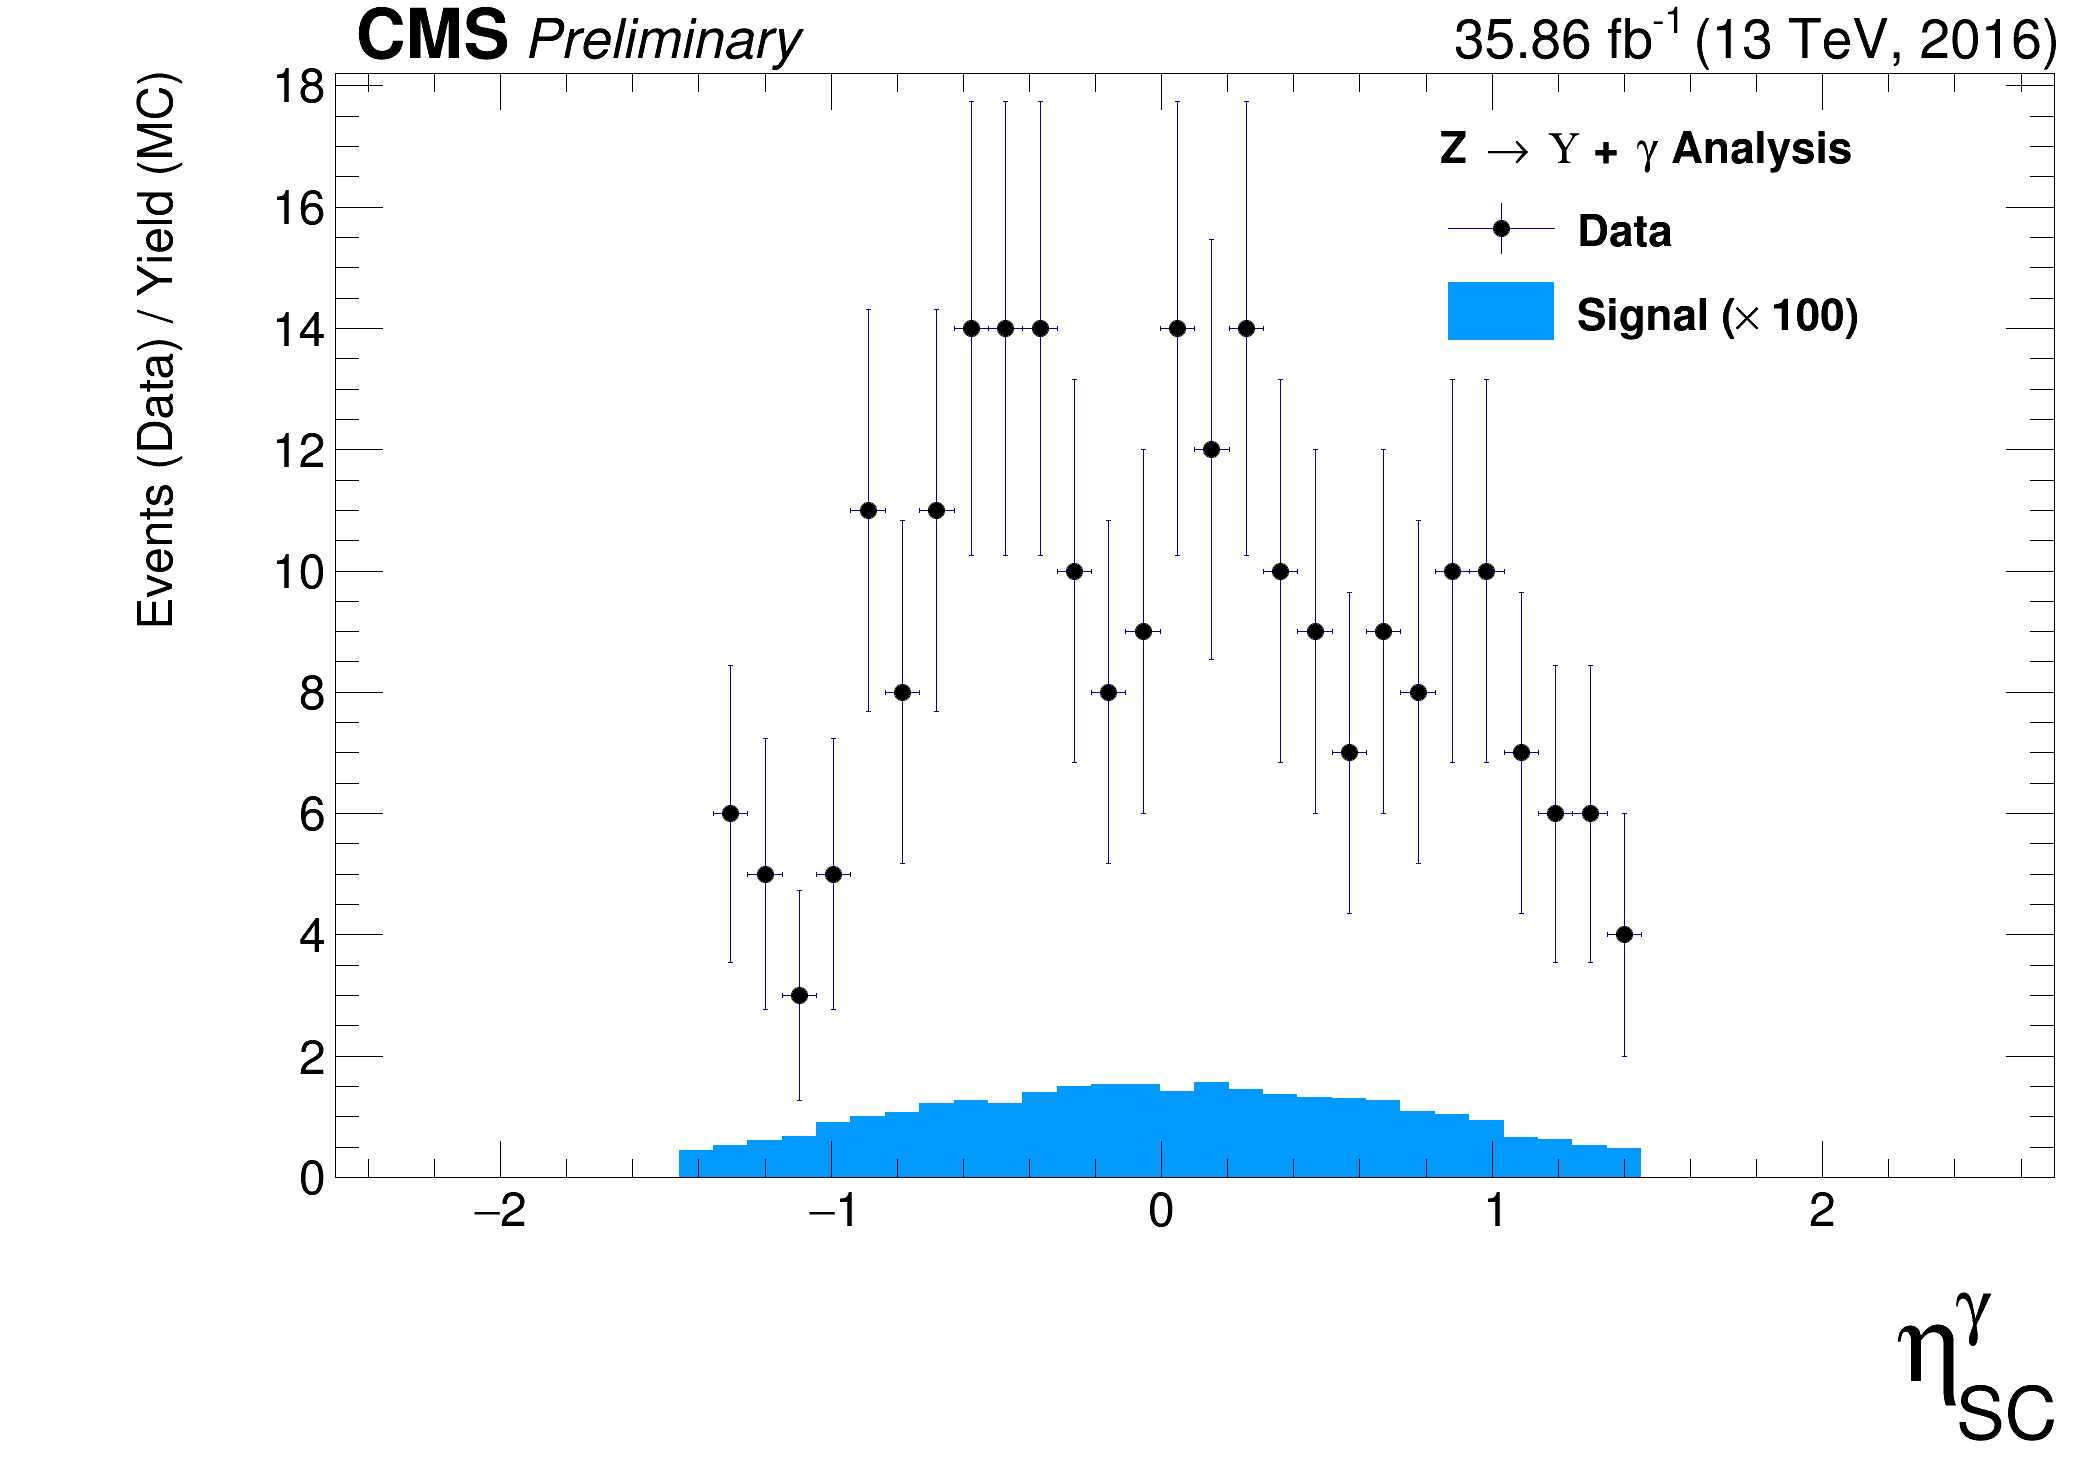 CMS Preliminary 35.86 fb⁻¹ (13 TeV, 2016)
Events (Data) / Yield (MC)
18
16
14
12
10
8
6
4
2
0
Z → Υ + γ Analysis
Data
Signal (× 100)
−2 −1 0 1 2
η^γ_SC